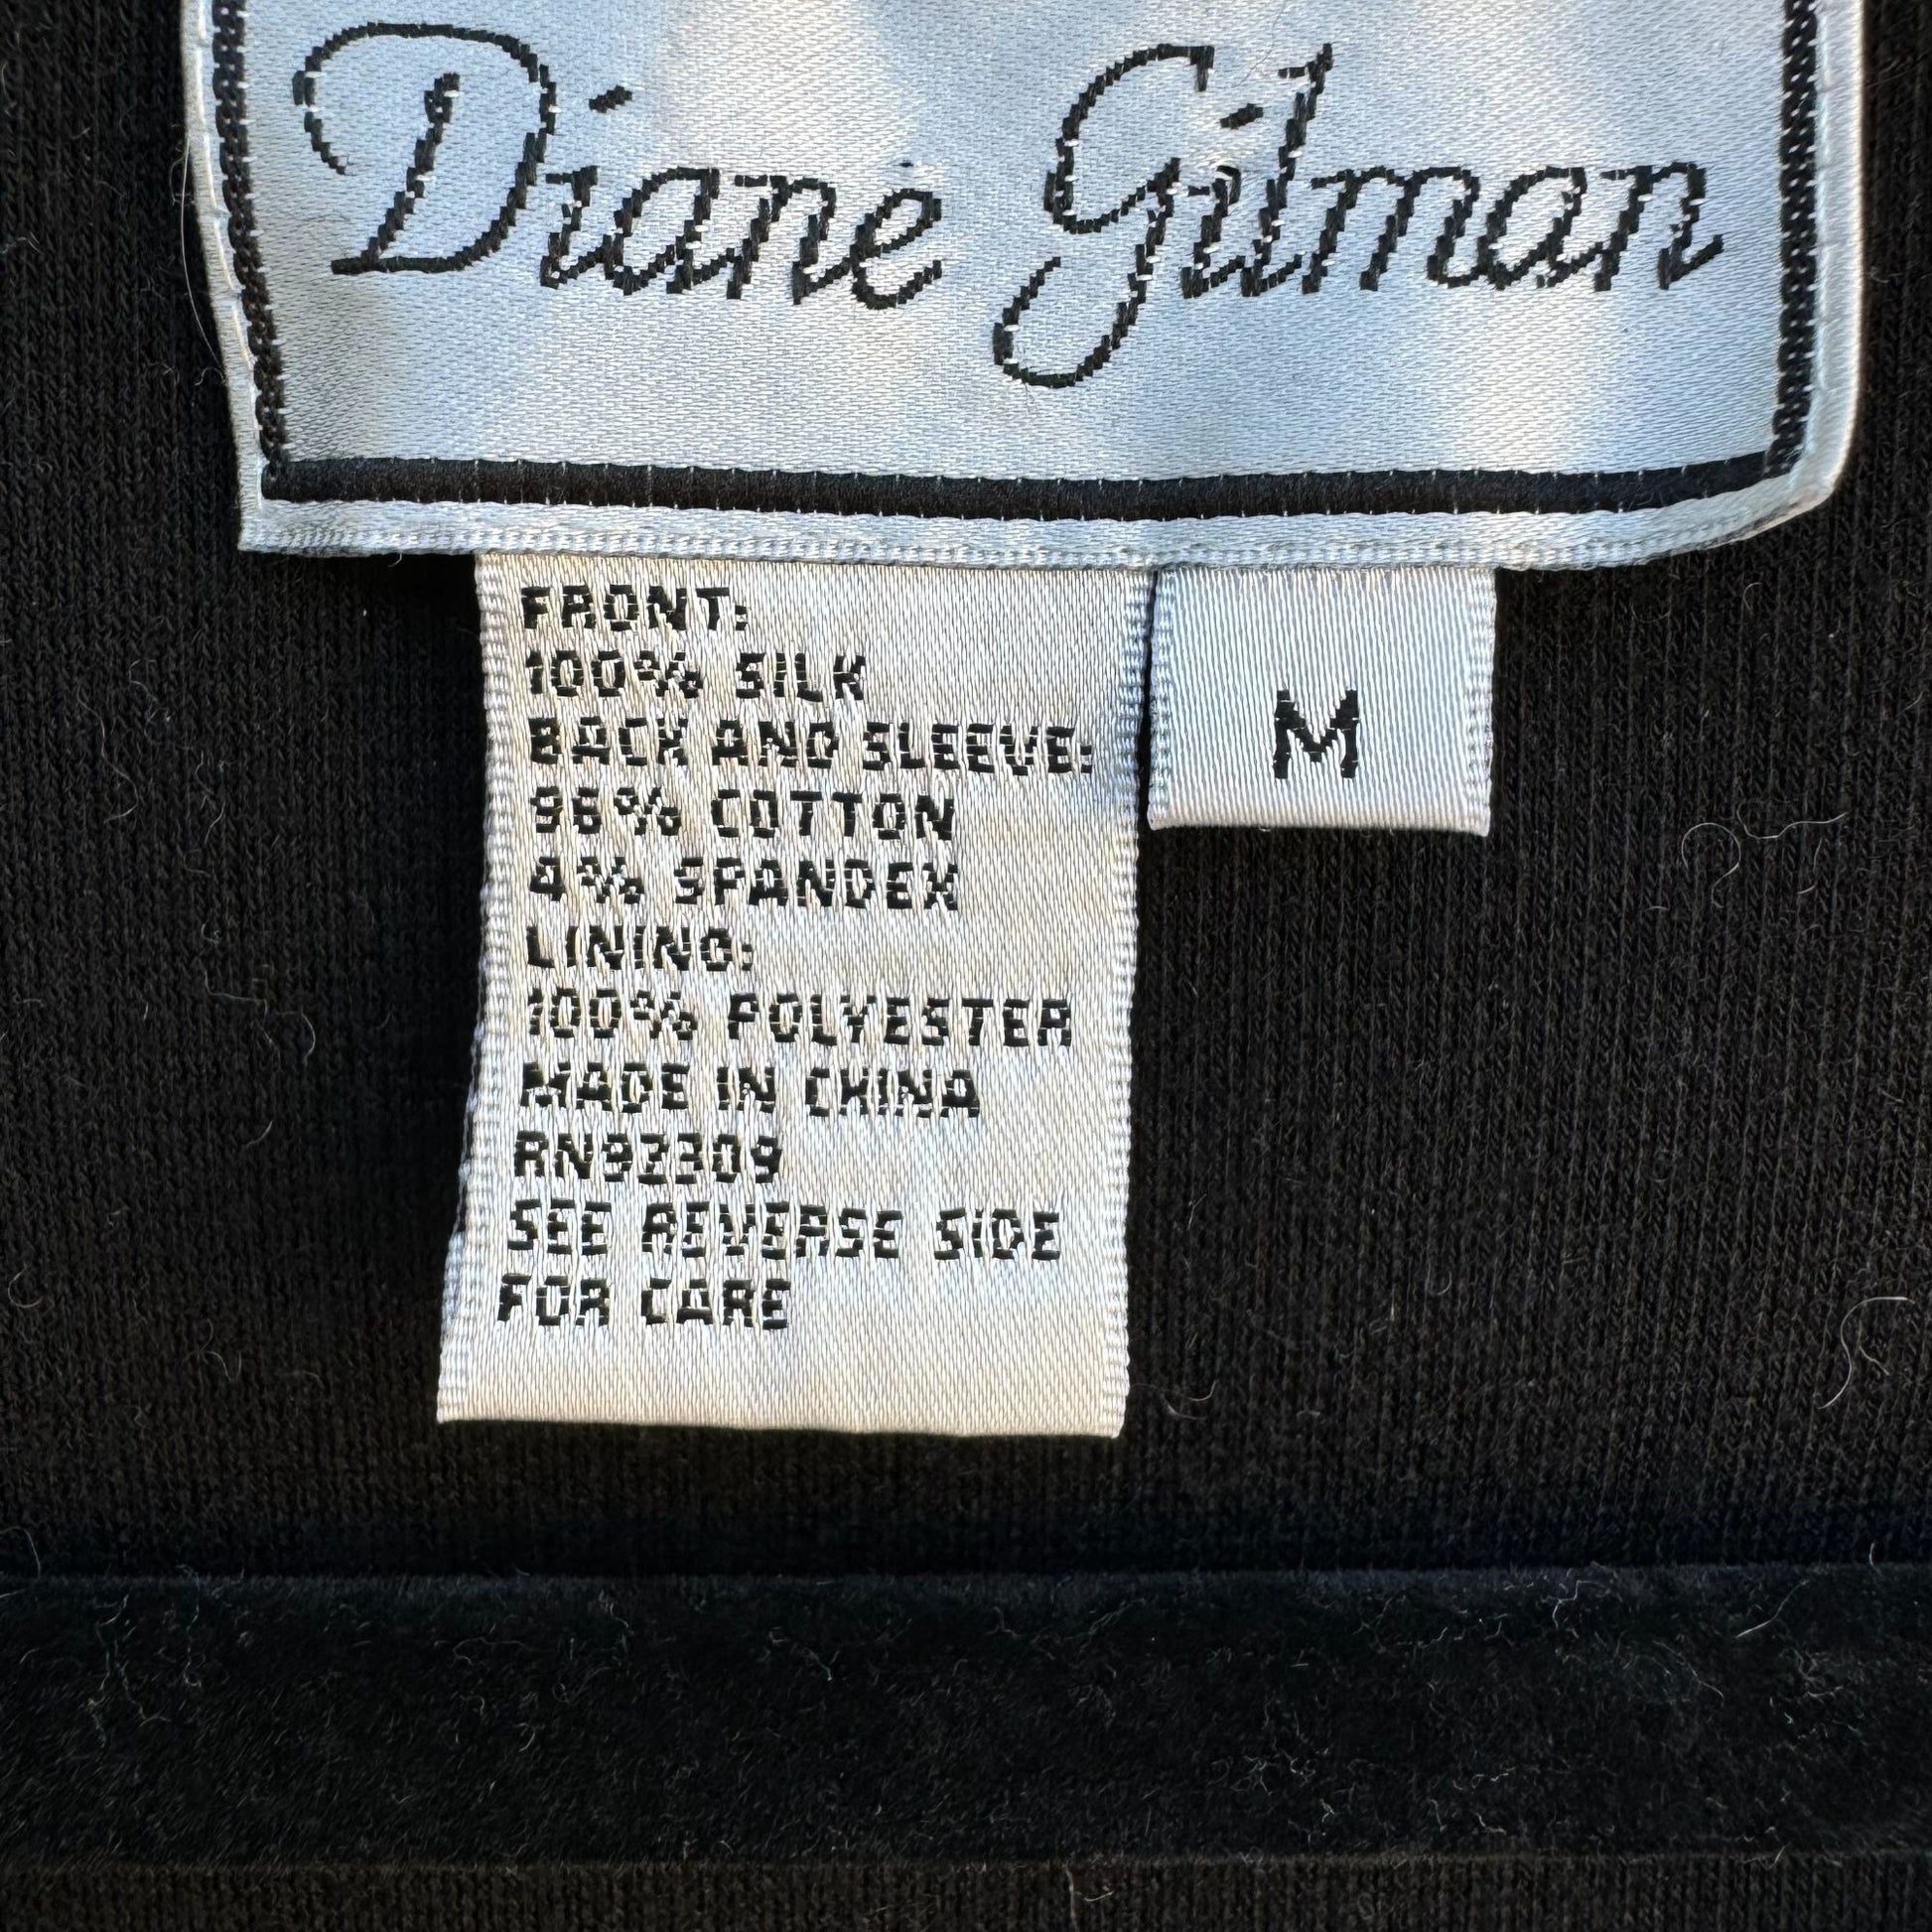 Diane Gilman
FRONT:
100% SILK
BACK AND SLEEVE:
96% COTTON
4% SPANDEX
LINING:
100% POLYESTER
MADE IN CHINA
RN92309
SEE REVERSE SIDE
FOR CARE
M